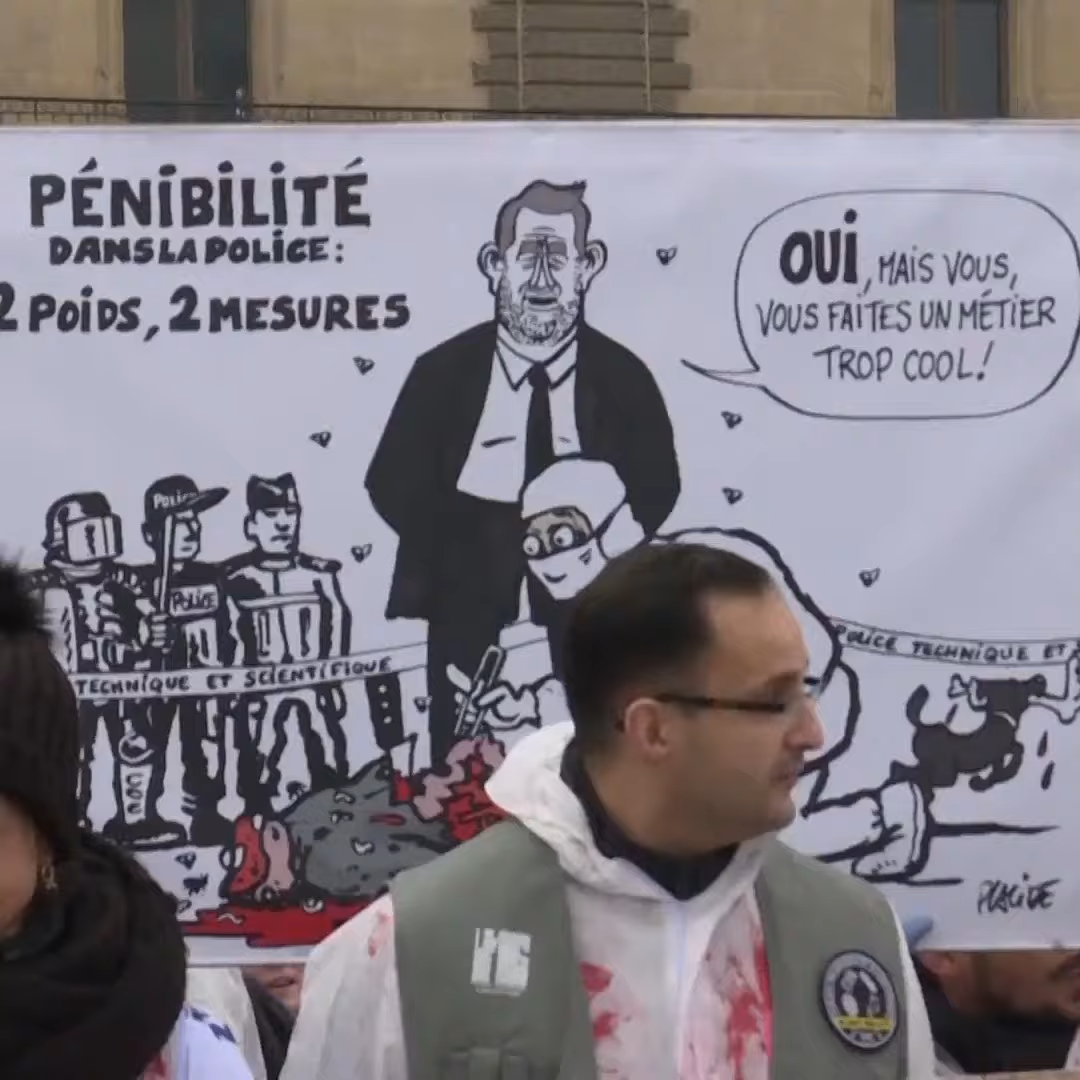 PÉNIBILITÉ
DANS LA POLICE:
2 POIDS, 2 MESURES
OUI, MAIS VOUS,
VOUS FAITES UN MÉTIER
TROP COOL!
POLICE
POLICE
TECHNIQUE ET SCIENTIFIQUE
POLICE TECHNIQUE ET
PLACIDE